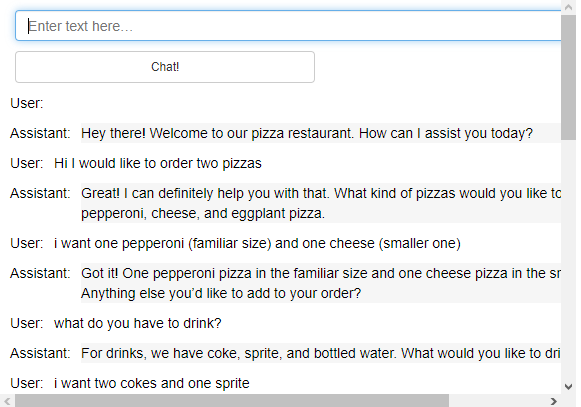 Enter text here...
Chat!
User:
Assistant: Hey there! Welcome to our pizza restaurant. How can I assist you today?
User: Hi I would like to order two pizzas
Assistant: Great! I can definitely help you with that. What kind of pizzas would you like to
pepperoni, cheese, and eggplant pizza.
User: i want one pepperoni (familiar size) and one cheese (smaller one)
Assistant: Got it! One pepperoni pizza in the familiar size and one cheese pizza in the
Anything else you’d like to add to your order?
User: what do you have to drink?
Assistant: For drinks, we have coke, sprite, and bottled water. What would you like to
User: i want two cokes and one sprite